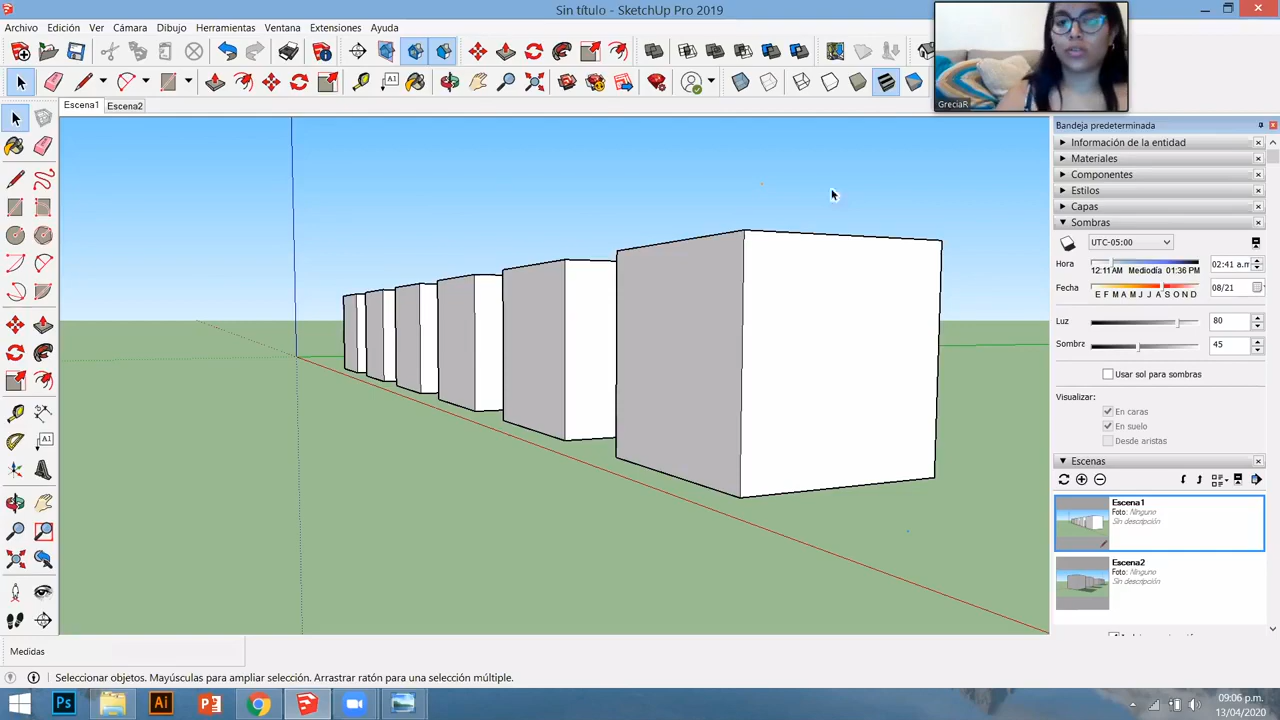 Sin título - SketchUp Pro 2019
Archivo Edición Ver Cámara Dibujo Herramientas Ventana Extensiones Ayuda
GreciaR
Escena1 Escena2
Bandeja predeterminada
Información de la entidad
Materiales
Componentes
Estilos
Capas
Sombras
UTC-05:00
Hora 02:41 a.m
12:11AM Mediodía 01:36 PM
Fecha 08/21
E F M A M J J A S O N D
Luz 80
Sombra 45
Usar sol para sombras
Visualizar:
En caras
En suelo
Desde aristas
Escenas
Escena1
Foto: Ninguno
Sin descripción
Escena2
Foto: Ninguno
Sin descripción
Medidas
Seleccionar objetos. Mayúsculas para ampliar selección. Arrastrar ratón para una selección múltiple.
Ps Ai
09:06 p.m.
13/04/2020